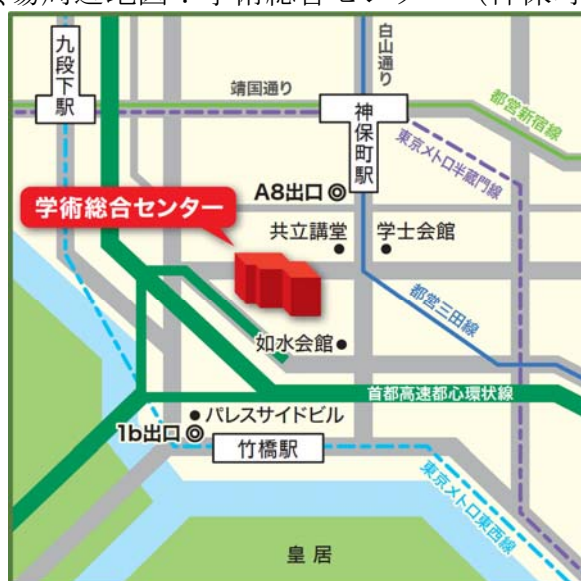 九段下駅
白山通り
靖国通り
神保町駅
都営新宿線
東京メトロ半蔵門線
A8出口
学術総合センター
共立講堂
学士会館
都営三田線
如水会館
首都高速都心環状線
パレスサイドビル
1b出口
竹橋駅
東京メトロ東西線
皇居